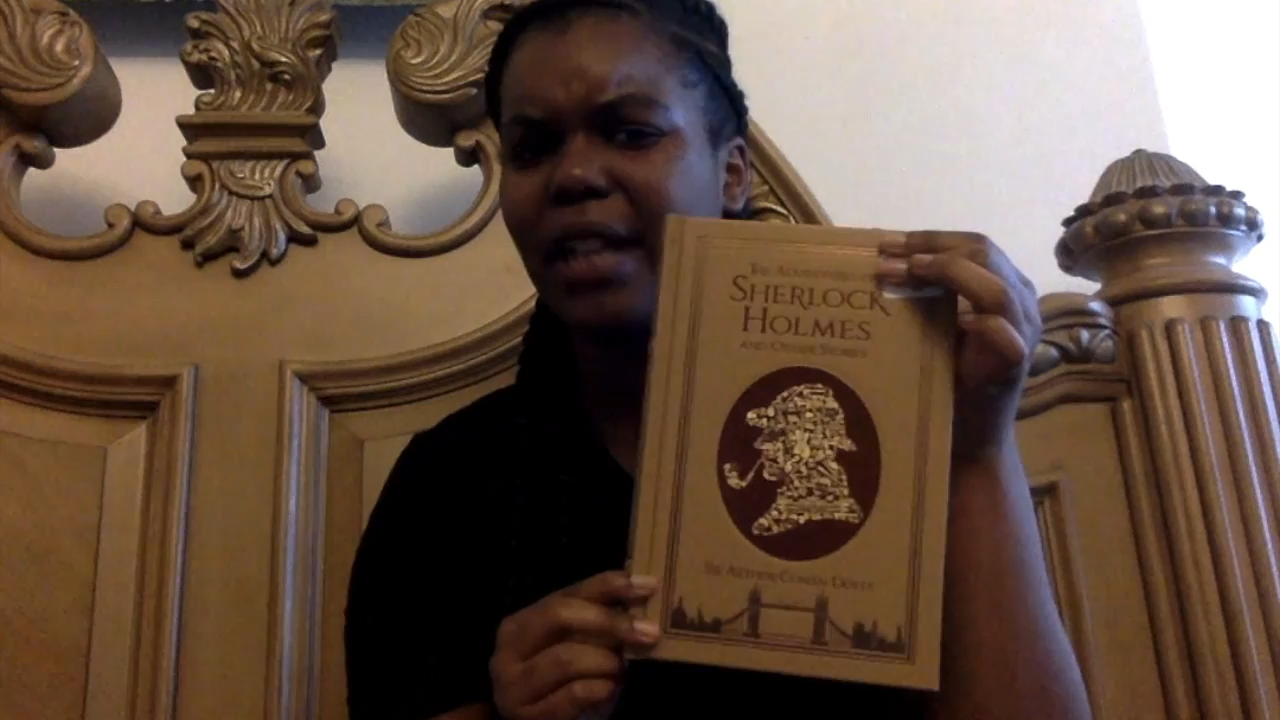 The Adventures of
Sherlock
Holmes
and Other Stories
Sir Arthur Conan Doyle